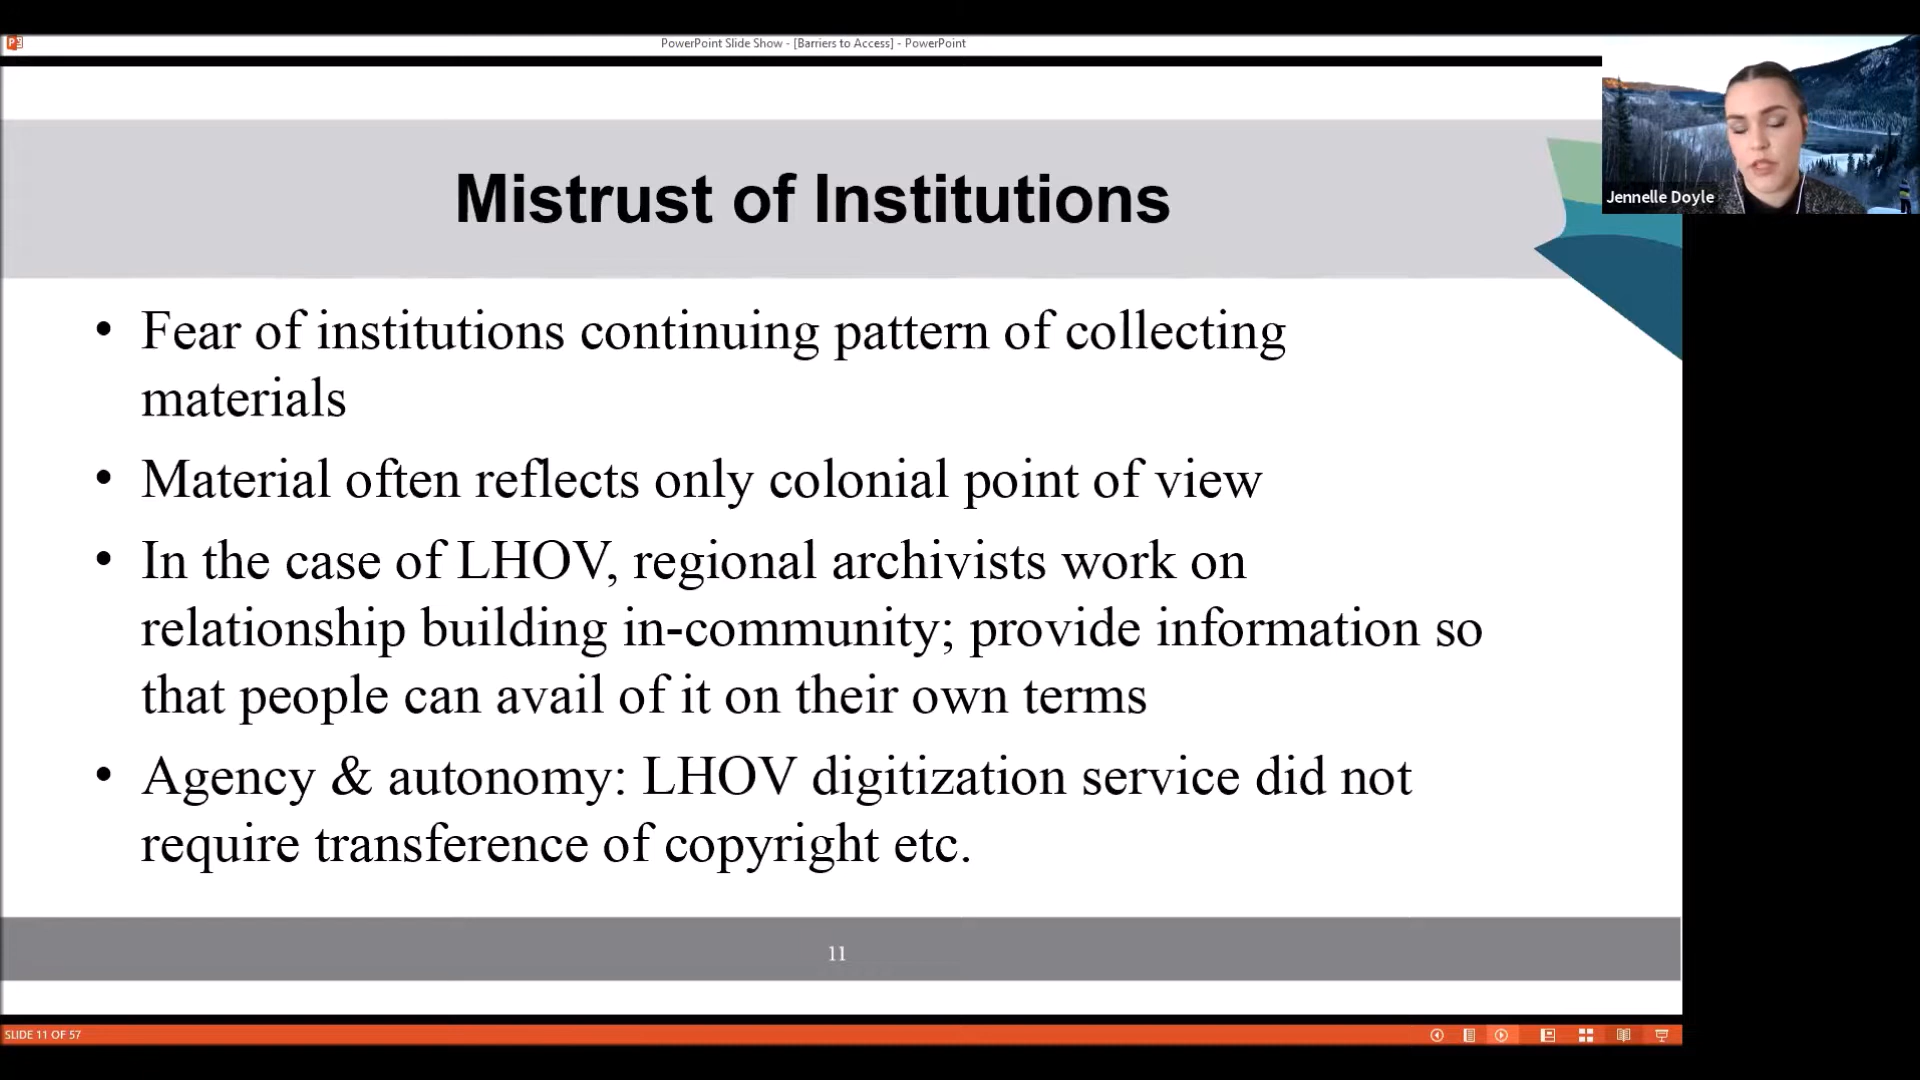 PowerPoint Slide Show - [Barriers to Access] - PowerPoint
Jennelle Doyle
Mistrust of Institutions
• Fear of institutions continuing pattern of collecting
materials
• Material often reflects only colonial point of view
• In the case of LHOV, regional archivists work on
relationship building in-community; provide information so
that people can avail of it on their own terms
• Agency & autonomy: LHOV digitization service did not
require transference of copyright etc.
11
SLIDE 11 OF 57